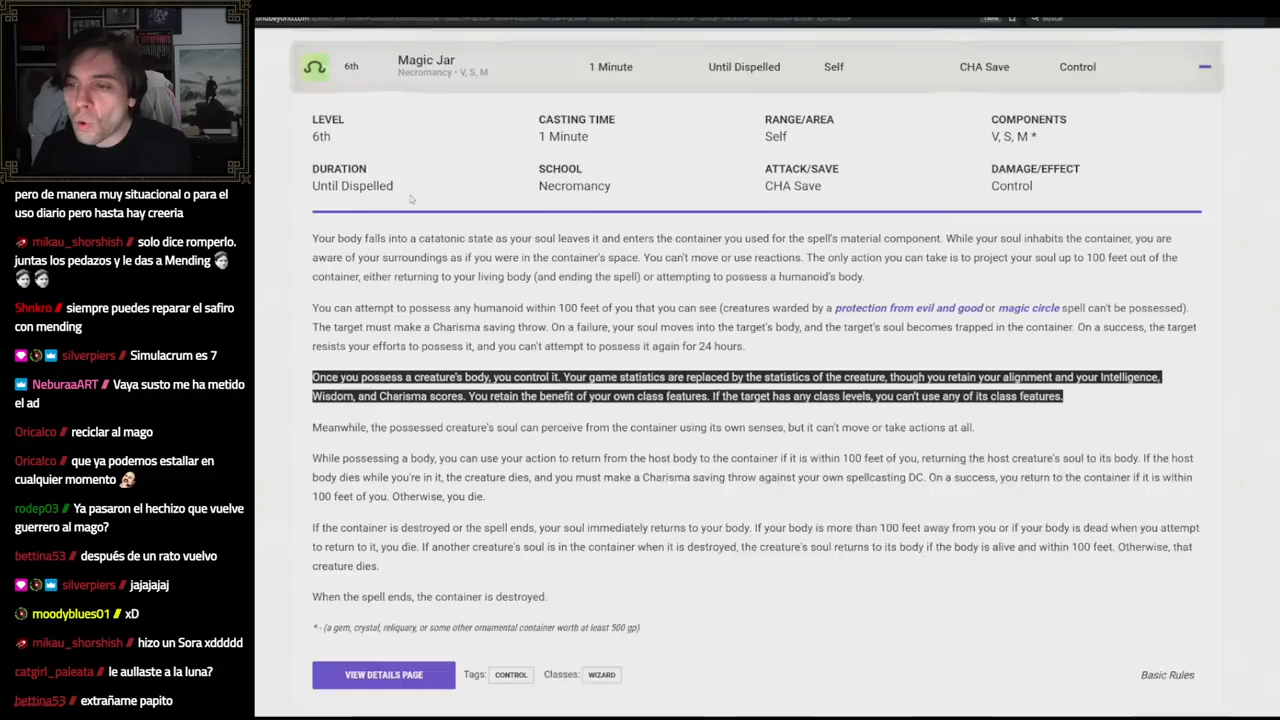 pero de manera muy situacional o para el
uso diario pero hasta hay creeria
mikau_shorshish // solo dice romperlo.
juntas los pedazos y le das a Mending
Shnkro // siempre puedes reparar el safiro
con mending
silverpiers // Simulacrum es 7
NeburaaART // Vaya susto me ha metido
el ad
Oricalco // reciclar al mago
Oricalco // que ya podemos estallar en
cualquier momento
rodep03 // Ya pasaron el hechizo que vuelve
guerrero al mago?
bettina53 // después de un rato vuelvo
silverpiers // jajajajaj
moodyblues01 // xD
mikau_shorshish // hizo un Sora xddddd
catgirl_paleata // le aullaste a la luna?
bettina53 // extrañame papito
6th Magic Jar 1 Minute Until Dispelled Self CHA Save Control
Necromancy • V, S, M
LEVEL CASTING TIME RANGE/AREA COMPONENTS
6th 1 Minute Self V, S, M *
DURATION SCHOOL ATTACK/SAVE DAMAGE/EFFECT
Until Dispelled Necromancy CHA Save Control
Your body falls into a catatonic state as your soul leaves it and enters the container you used for the spell's material component. While your soul inhabits the container, you are
aware of your surroundings as if you were in the container's space. You can't move or use reactions. The only action you can take is to project your soul up to 100 feet out of the
container, either returning to your living body (and ending the spell) or attempting to possess a humanoid's body.
You can attempt to possess any humanoid within 100 feet of you that you can see (creatures warded by a protection from evil and good or magic circle spell can't be possessed).
The target must make a Charisma saving throw. On a failure, your soul moves into the target's body, and the target's soul becomes trapped in the container. On a success, the target
resists your efforts to possess it, and you can't attempt to possess it again for 24 hours.
Once you possess a creature's body, you control it. Your game statistics are replaced by the statistics of the creature, though you retain your alignment and your Intelligence,
Wisdom, and Charisma scores. You retain the benefit of your own class features. If the target has any class levels, you can't use any of its class features.
Meanwhile, the possessed creature's soul can perceive from the container using its own senses, but it can't move or take actions at all.
While possessing a body, you can use your action to return from the host body to the container if it is within 100 feet of you, returning the host creature's soul to its body. If the host
body dies while you're in it, the creature dies, and you must make a Charisma saving throw against your own spellcasting DC. On a success, you return to the container if it is within
100 feet of you. Otherwise, you die.
If the container is destroyed or the spell ends, your soul immediately returns to your body. If your body is more than 100 feet away from you or if your body is dead when you attempt
to return to it, you die. If another creature's soul is in the container when it is destroyed, the creature's soul returns to its body if the body is alive and within 100 feet. Otherwise, that
creature dies.
When the spell ends, the container is destroyed.
* - (a gem, crystal, reliquary, or some other ornamental container worth at least 500 gp)
VIEW DETAILS PAGE Tags: CONTROL Classes: WIZARD Basic Rules